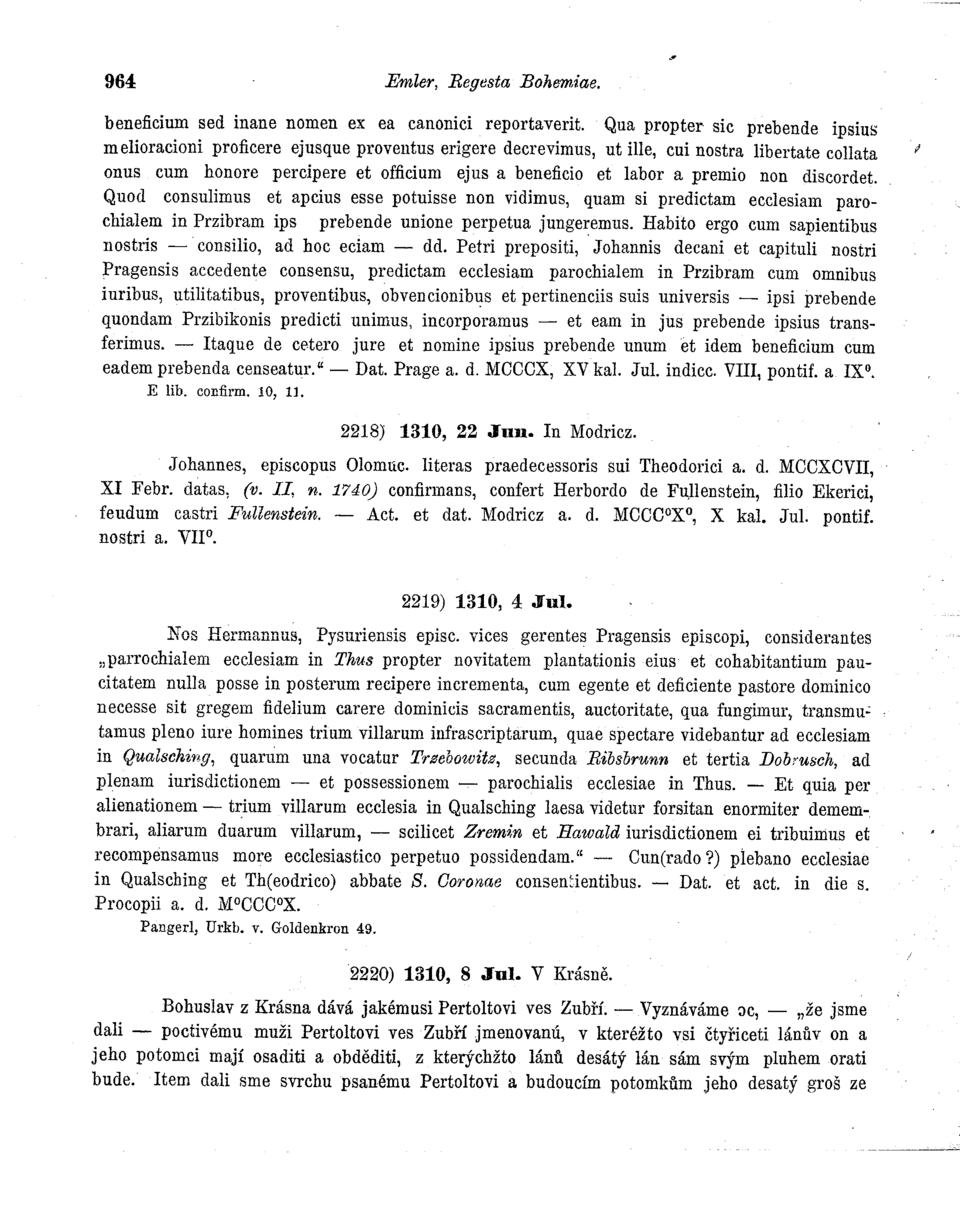 964 Emler, Regesta Bohemiae.
beneficium sed inane nomen ex ea canonici reportaverit. Qua propter sic prebende ipsius
melioracioni proficere ejusque proventus erigere decrevimus, ut ille, cui nostra libertate collata
onus cum honore percipere et officium ejus a beneficio et labor a premio non discordet.
Quod consulimus et apcius esse potuisse non vidimus, quam si predictam ecclesiam paro-
chialem in Przibram ips prebende unione perpetua jungeremus. Habito ergo cum sapientibus
nostris — consilio, ad hoc eciam — dd. Petri prepositi, Johannis decani et capituli nostri
Pragensis accedente consensu, predictam ecclesiam parochialem in Przibram cum omnibus
iuribus, utilitatibus, proventibus, obvencionibus et pertinenciis suis universis — ipsi prebende
quondam Przibikonis predicti unimus, incorporamus — et eam in jus prebende ipsius trans-
ferimus. — Itaque de cetero jure et nomine ipsius prebende unum et idem beneficium cum
eadem prebenda censeatur.“ — Dat. Prage a. d. MCCCX, XV kal. Jul. indicc. VIII, pontif. a IX⁰.
E lib. confirm. 10, 11.
2218) 1310, 22 Jun. In Modricz.
Johannes, episcopus Olomuc. literas praedecessoris sui Theodorici a. d. MCCXCVII,
XI Febr. datas, (v. II, n. 1740) confirmans, confert Herbordo de Fullenstein, filio Ekerici,
feudum castri Fullenstein. — Act. et dat. Modricz a. d. MCCC⁰X⁰, X kal. Jul. pontif.
nostri a. VII⁰.
2219) 1310, 4 Jul.
Nos Hermannus, Pysuriensis episc. vices gerentes Pragensis episcopi, considerantes
„parrochialem ecclesiam in Thus propter novitatem plantationis eius et cohabitantium pau-
citatem nulla posse in posterum recipere incrementa, cum egente et deficiente pastore dominico
necesse sit gregem fidelium carere dominicis sacramentis, auctoritate, qua fungimur, transmu-
tamus pleno iure homines trium villarum infrascriptarum, quae spectare videbantur ad ecclesiam
in Qualsching, quarum una vocatur Trzebowitz, secunda Ribsbrunn et tertia Dobrusch, ad
plenam iurisdictionem — et possessionem — parochialis ecclesiae in Thus. — Et quia per
alienationem — trium villarum ecclesia in Qualsching laesa videtur forsitan enormiter demem-
brari, aliarum duarum villarum, — scilicet Zremin et Hawald iurisdictionem ei tribuimus et
recompensamus more ecclesiastico perpetuo possidendam.“ — Cun(rado ?) plebano ecclesiae
in Qualsching et Th(eodrico) abbate S. Coronae consentientibus. — Dat. et act. in die s.
Procopii a. d. M⁰CCC⁰X.
Pangerl, Urkb. v. Goldenkron 49.
2220) 1310, 8 Jul. V Krásně.
Bohuslav z Krásna dává jakémusi Pertoltovi ves Zubří. — Vyznáváme ɔc, — „že jsme
dali — poctivému muži Pertoltovi ves Zubří jmenovanú, v kteréžto vsi čtyřiceti lánův on a
jeho potomci mají osaditi a obděditi, z kterýchžto lánů desátý lán sám svým pluhem orati
bude. Item dali sme svrchu psanému Pertoltovi a budoucím potomkům jeho desatý groš ze